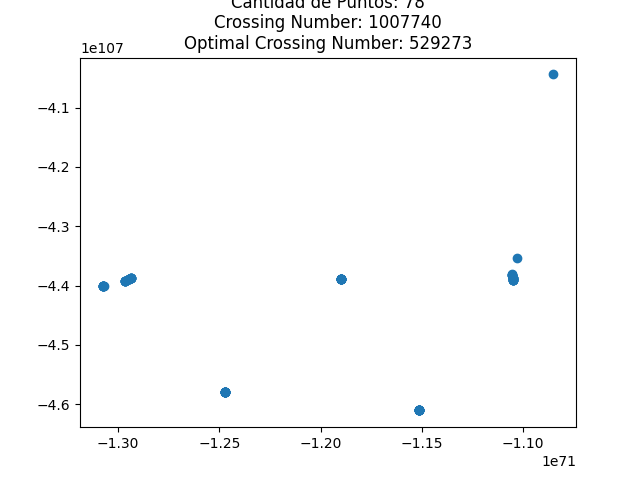 Cantidad de Puntos: 78
Crossing Number: 1007740
Optimal Crossing Number: 529273
1e107
−4.1
−4.2
−4.3
−4.4
−4.5
−4.6
−1.30
−1.25
−1.20
−1.15
−1.10
1e71